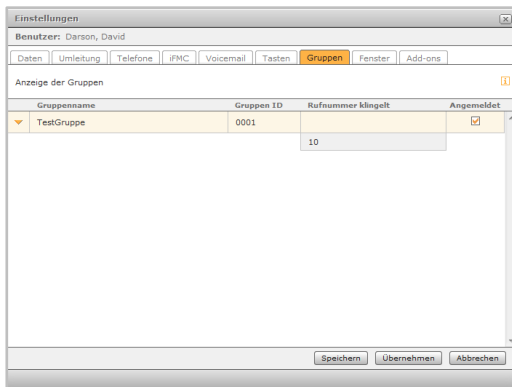 Einstellungen
Benutzer: Darson, David
Daten Umleitung Telefone iFMC Voicemail Tasten Gruppen Fenster Add-ons
Anzeige der Gruppen
Gruppenname Gruppen ID Rufnummer klingelt Angemeldet
TestGruppe 0001
10
Speichern Übernehmen Abbrechen